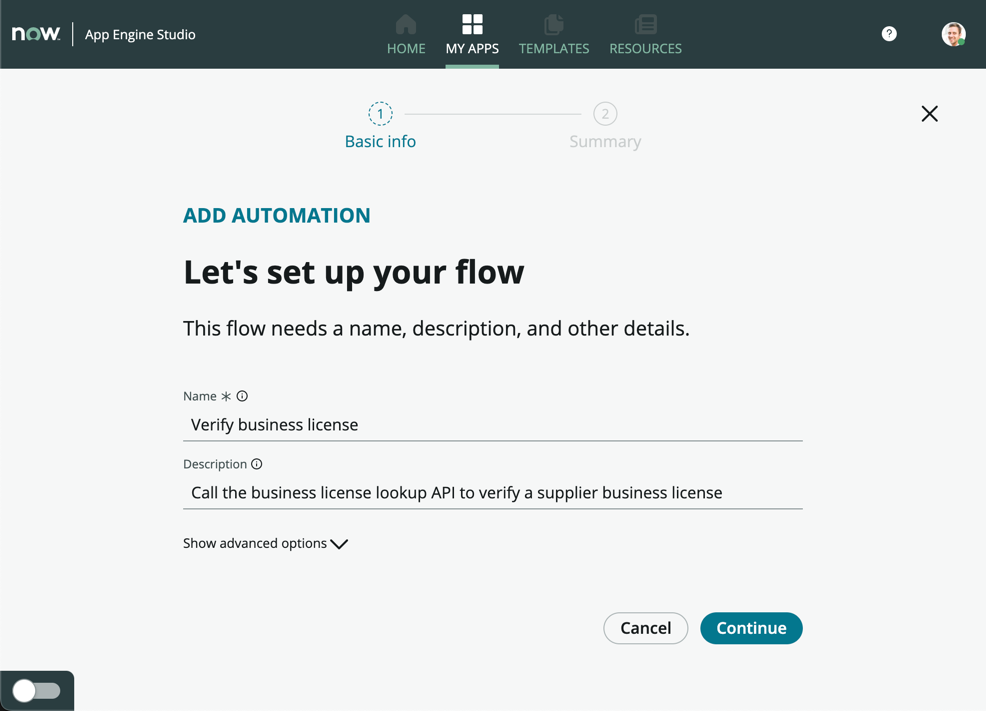 now. App Engine Studio
HOME MY APPS TEMPLATES RESOURCES
?
1 2
Basic info Summary
ADD AUTOMATION
Let's set up your flow
This flow needs a name, description, and other details.
Name *
Verify business license
Description
Call the business license lookup API to verify a supplier business license
Show advanced options
Cancel Continue